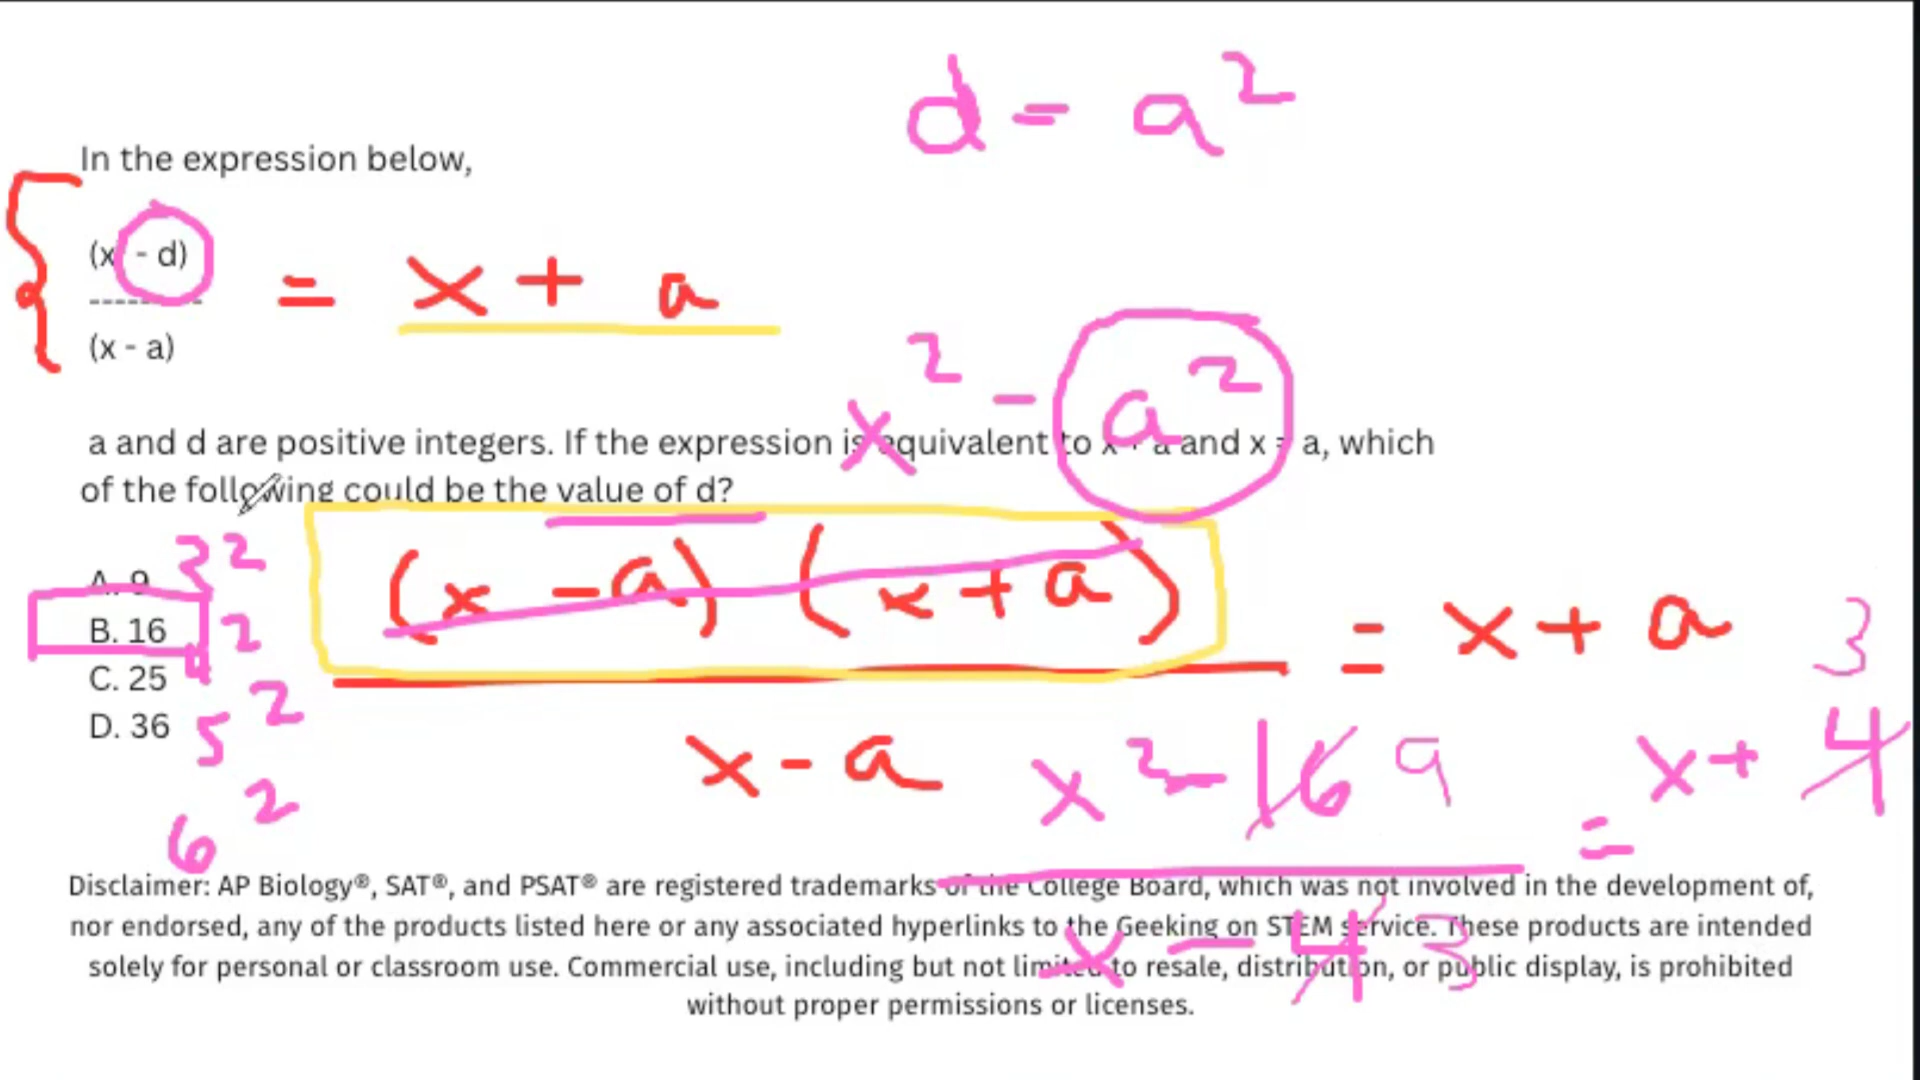 d = a²
In the expression below,
(x - d)
---------
(x - a)
= x + a
x² - a²
a and d are positive integers. If the expression is equivalent to x + a and x = a, which
of the following could be the value of d?
A. 9 3²
B. 16 4²
C. 25 5²
D. 36 6²
(x - a) (x + a)
x - a
= x + a
x² - 16 9
x - 4 3
= x + 4 3
Disclaimer: AP Biology®, SAT®, and PSAT® are registered trademarks of the College Board, which was not involved in the development of,
nor endorsed, any of the products listed here or any associated hyperlinks to the Geeking on STEM service. These products are intended
solely for personal or classroom use. Commercial use, including but not limited to resale, distribution, or public display, is prohibited
without proper permissions or licenses.